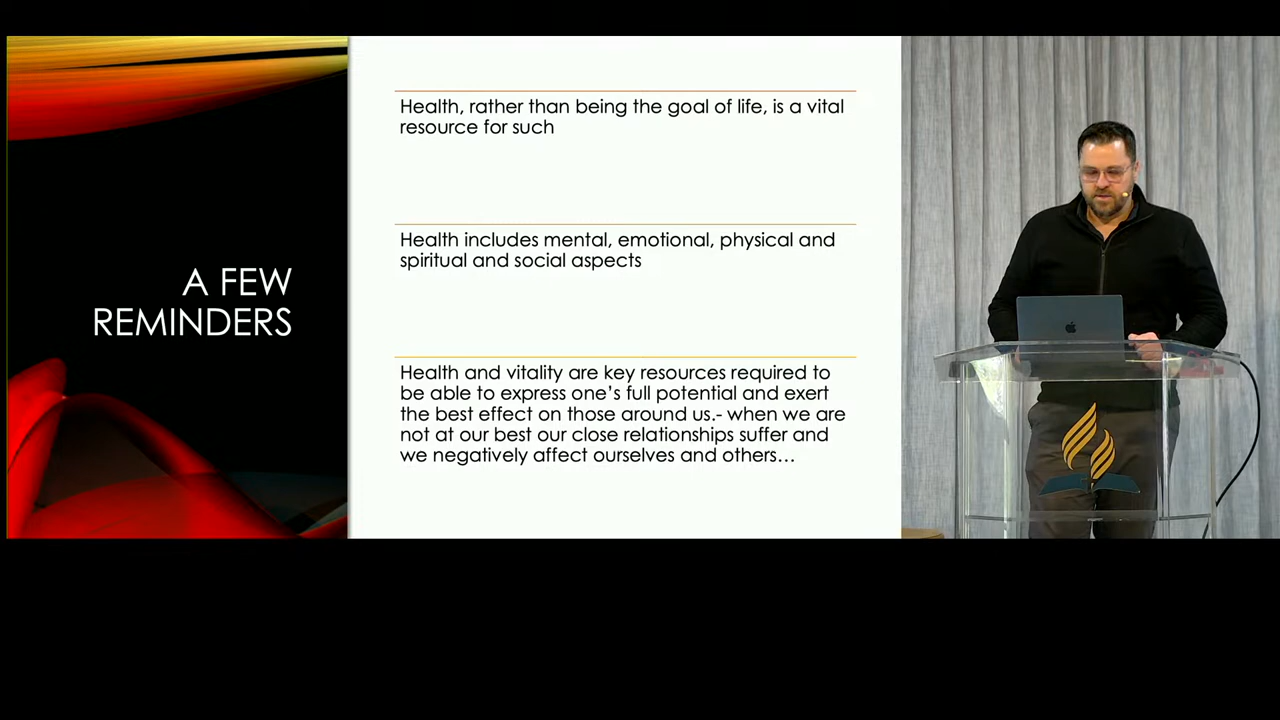 A FEW
REMINDERS
Health, rather than being the goal of life, is a vital
resource for such
Health includes mental, emotional, physical and
spiritual and social aspects
Health and vitality are key resources required to
be able to express one’s full potential and exert
the best effect on those around us.- when we are
not at our best our close relationships suffer and
we negatively affect ourselves and others…